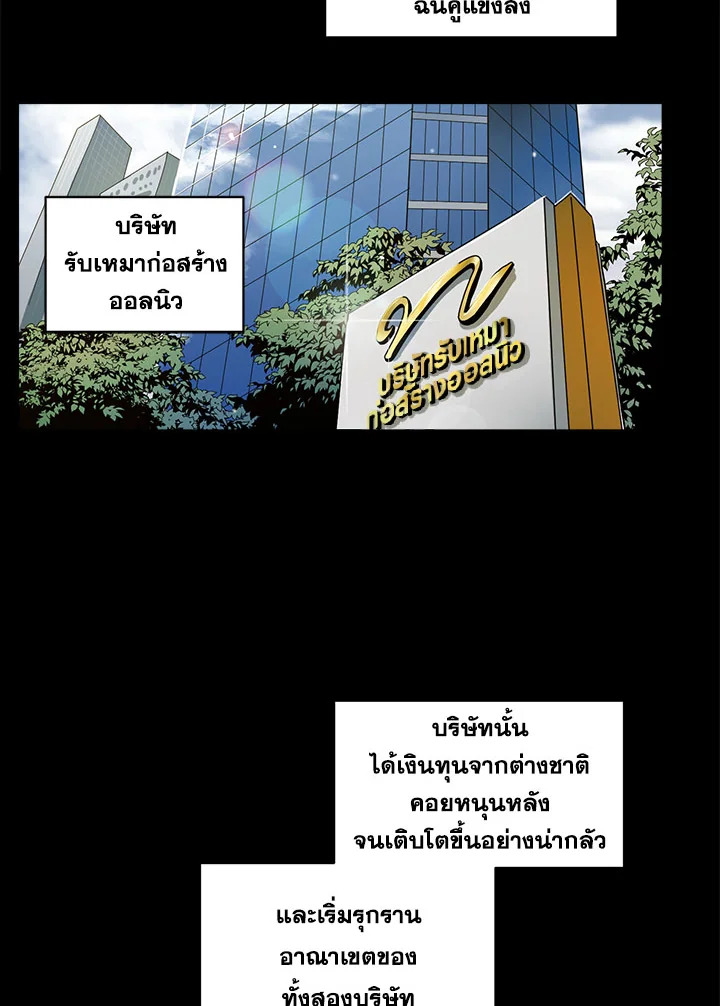 ฉันคู่แข่งลง
บริษัท
รับเหมาก่อสร้าง
ออลนิว
บริษัทรับเหมา
ก่อสร้างออลนิว
บริษัทนั้น
ได้เงินทุนจากต่างชาติ
คอยหนุนหลัง
จนเติบโตขึ้นอย่างน่ากลัว
และเริ่มรุกราน
อาณาเขตของ
ทั้งสองบริษัท